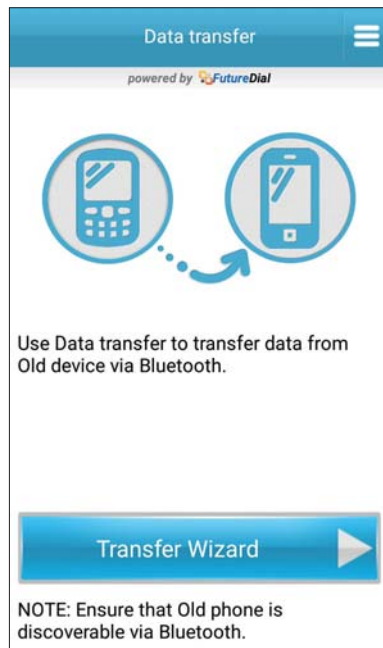 Data transfer
powered by FutureDial
Use Data transfer to transfer data from
Old device via Bluetooth.
Transfer Wizard
NOTE: Ensure that Old phone is
discoverable via Bluetooth.